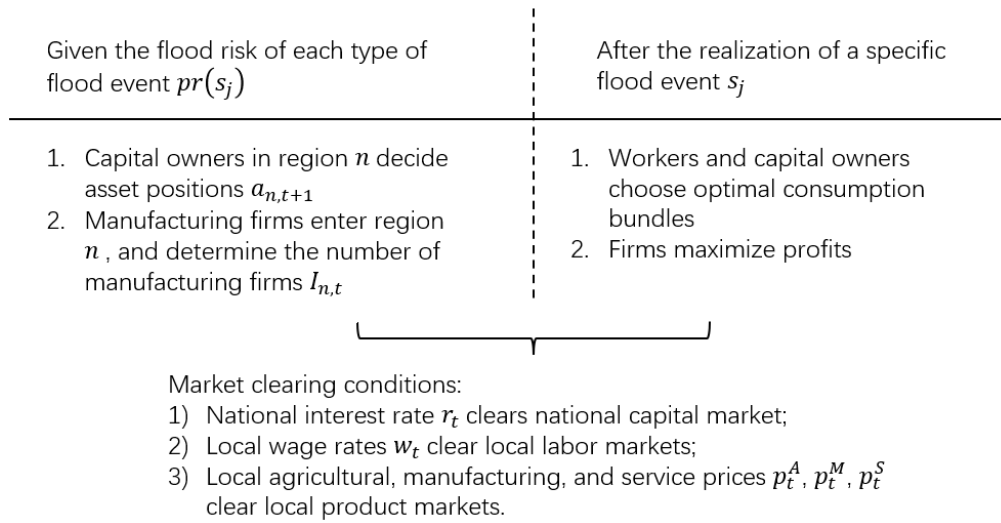 Given the flood risk of each type of
flood event pr(s_j)
After the realization of a specific
flood event s_j
1. Capital owners in region n decide
asset positions a_{n,t+1}
2. Manufacturing firms enter region
n , and determine the number of
manufacturing firms I_{n,t}
1. Workers and capital owners
choose optimal consumption
bundles
2. Firms maximize profits
Market clearing conditions:
1) National interest rate r_t clears national capital market;
2) Local wage rates w_t clear local labor markets;
3) Local agricultural, manufacturing, and service prices p_t^A, p_t^M, p_t^S
clear local product markets.